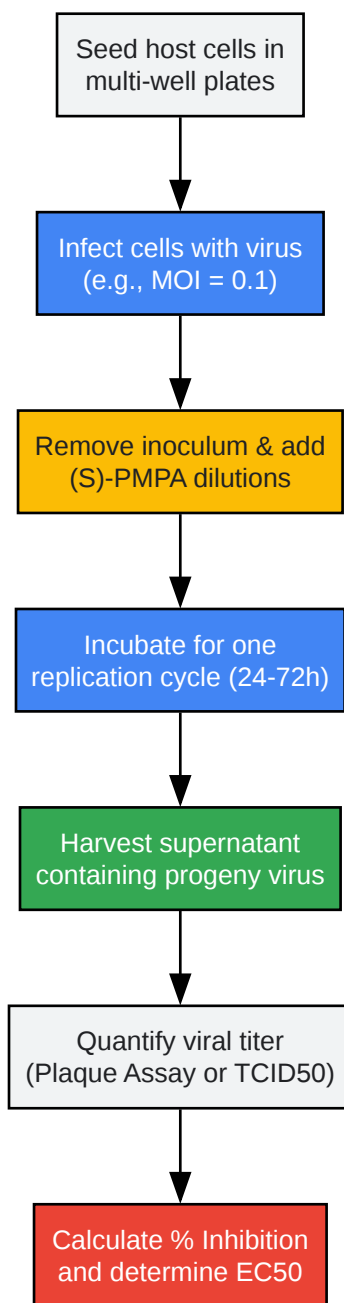 Seed host cells in
multi-well plates
Infect cells with virus
(e.g., MOI = 0.1)
Remove inoculum & add
(S)-PMPA dilutions
Incubate for one
replication cycle (24-72h)
Harvest supernatant
containing progeny virus
Quantify viral titer
(Plaque Assay or TCID50)
Calculate % Inhibition
and determine EC50